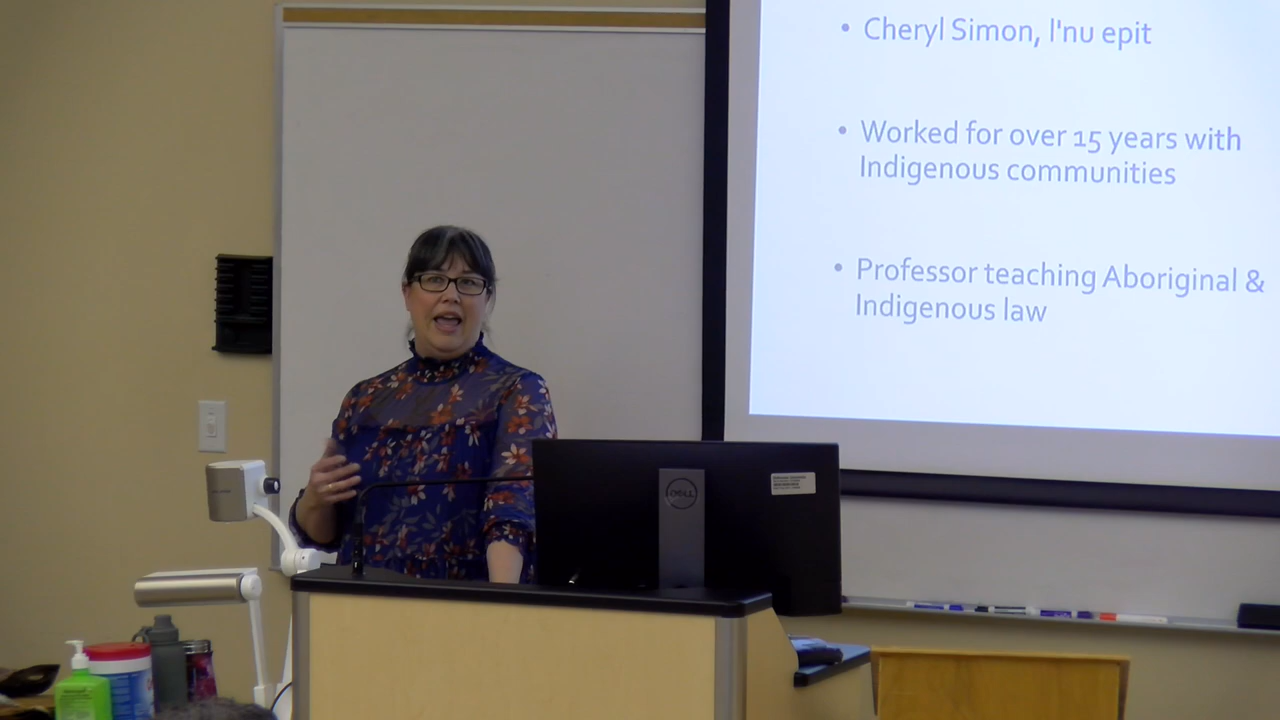 • Cheryl Simon, l'nu epit
• Worked for over 15 years with
Indigenous communities
• Professor teaching Aboriginal &
Indigenous law
DELL